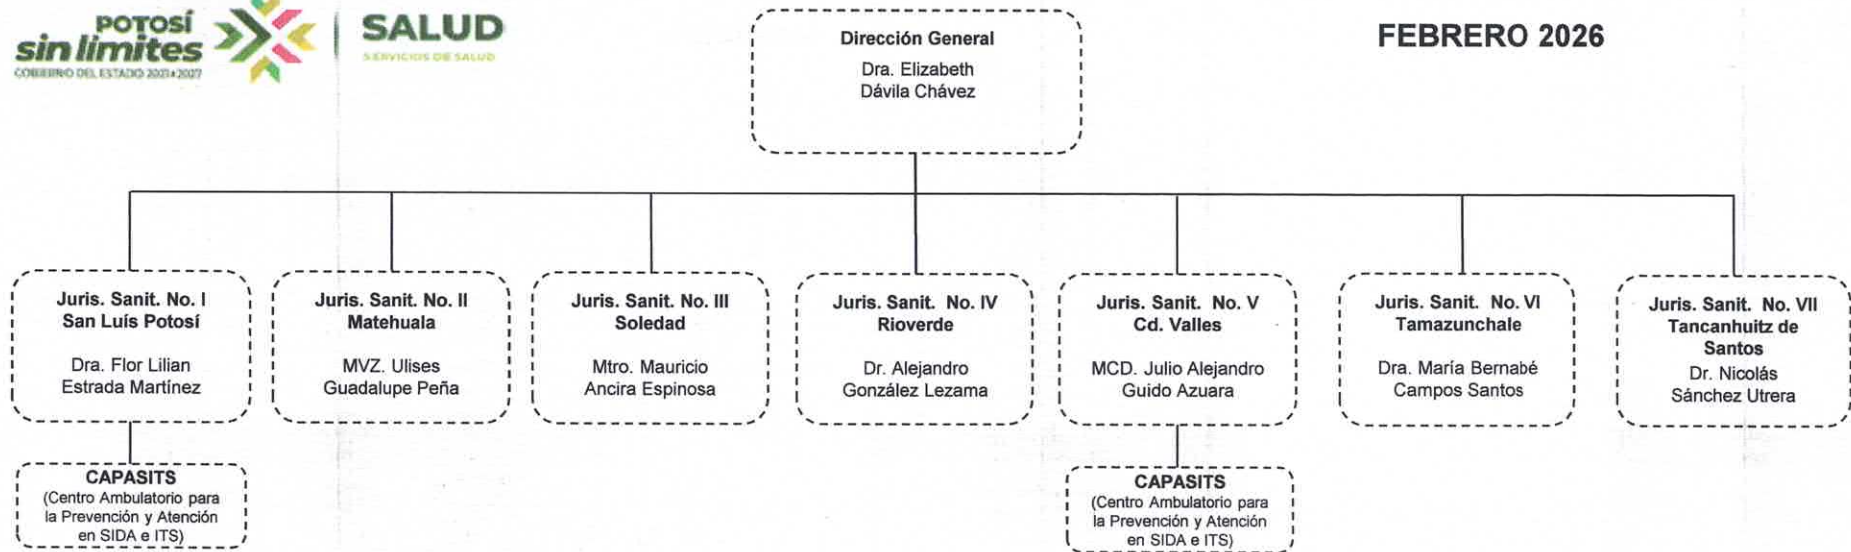 POTOSÍ
sin límites
GOBIERNO DEL ESTADO 2021•2027
SALUD
SERVICIOS DE SALUD
FEBRERO 2026
Dirección General
Dra. Elizabeth
Dávila Chávez
Juris. Sanit. No. I
San Luís Potosí
Dra. Flor Lilian
Estrada Martínez
Juris. Sanit. No. II
Matehuala
MVZ. Ulises
Guadalupe Peña
Juris. Sanit. No. III
Soledad
Mtro. Mauricio
Ancira Espinosa
Juris. Sanit. No. IV
Rioverde
Dr. Alejandro
González Lezama
Juris. Sanit. No. V
Cd. Valles
MCD. Julio Alejandro
Guido Azuara
Juris. Sanit. No. VI
Tamazunchale
Dra. María Bernabé
Campos Santos
Juris. Sanit. No. VII
Tancanhuitz de
Santos
Dr. Nicolás
Sánchez Utrera
CAPASITS
(Centro Ambulatorio para
la Prevención y Atención
en SIDA e ITS)
CAPASITS
(Centro Ambulatorio para
la Prevención y Atención
en SIDA e ITS)